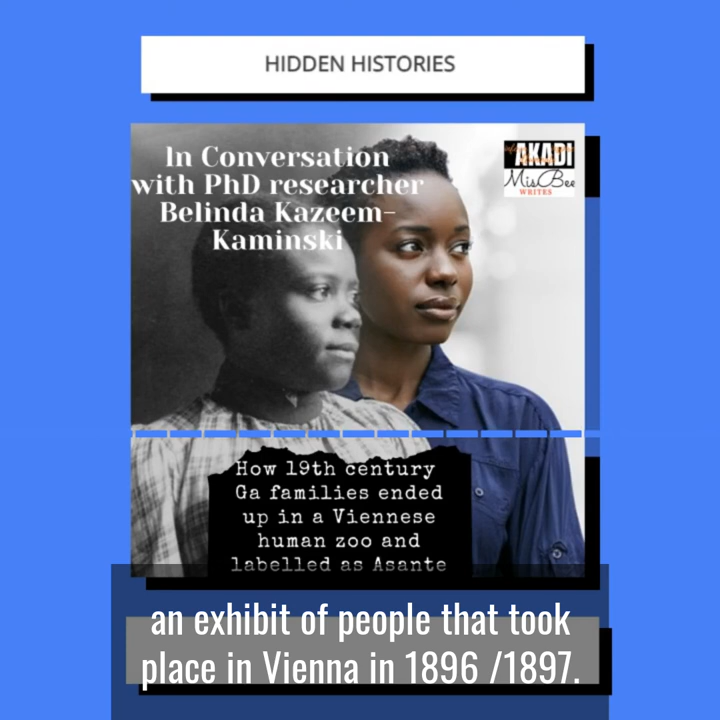 HIDDEN HISTORIES
In Conversation
with PhD researcher
Belinda Kazeem-
Kaminski
AKADI
MisBee
WRITES
How 19th century
Ga families ended
up in a Viennese
human zoo and
labelled as Asante
an exhibit of people that took
place in Vienna in 1896 /1897.